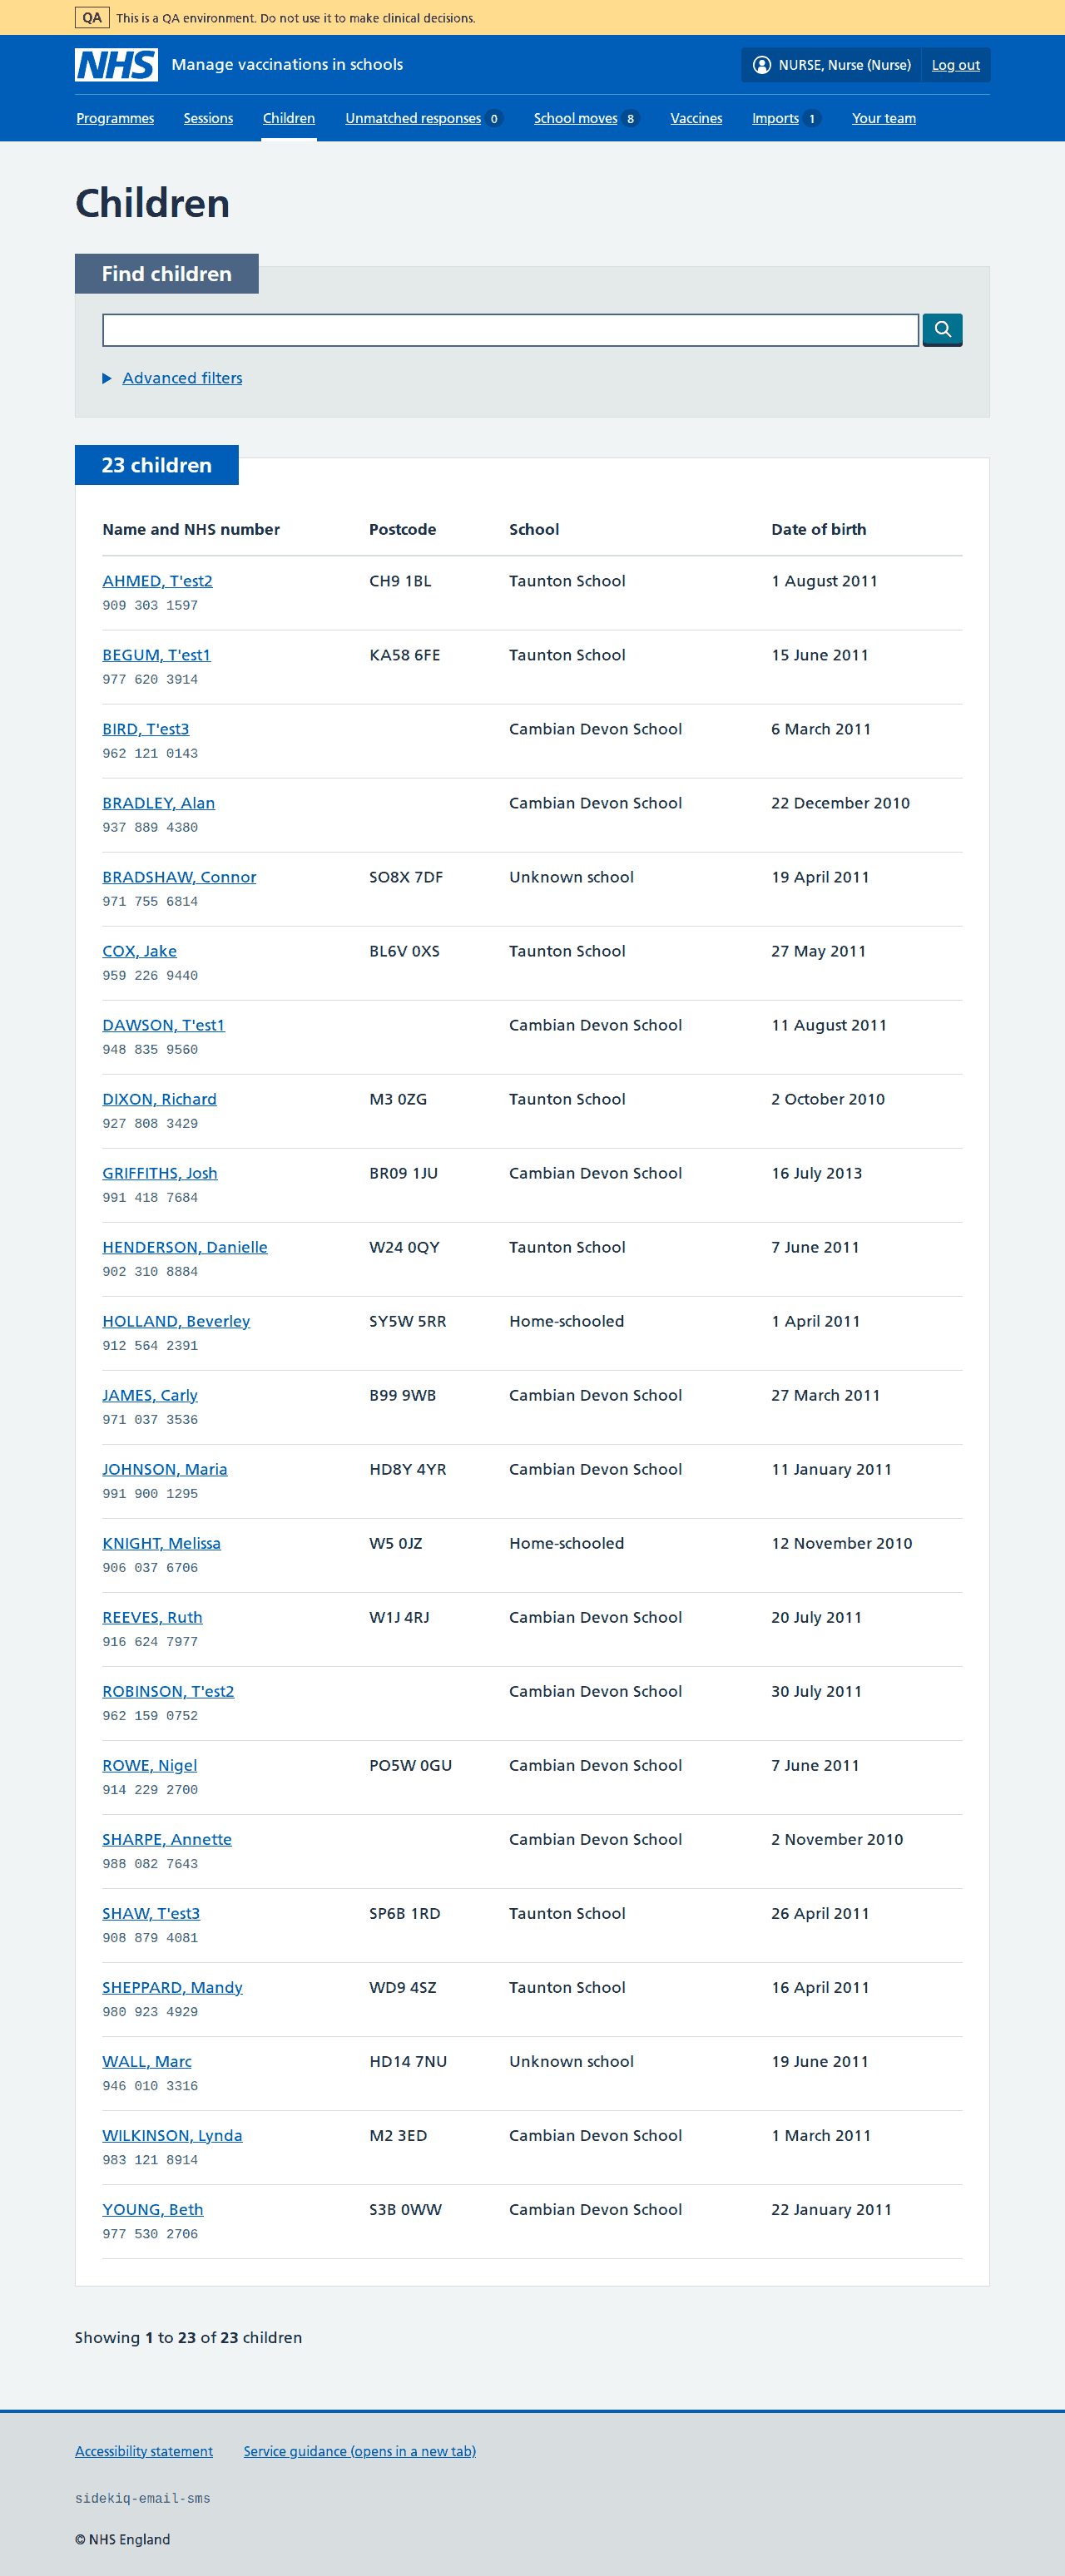 QA This is a QA environment. Do not use it to make clinical decisions.
NHS Manage vaccinations in schools NURSE, Nurse (Nurse) Log out
Programmes Sessions Children Unmatched responses 0 School moves 8 Vaccines Imports 1 Your team
Children
Find children
Advanced filters
23 children
Name and NHS number Postcode School Date of birth
AHMED, T'est2 CH9 1BL Taunton School 1 August 2011
909 303 1597
BEGUM, T'est1 KA58 6FE Taunton School 15 June 2011
977 620 3914
BIRD, T'est3 Cambian Devon School 6 March 2011
962 121 0143
BRADLEY, Alan Cambian Devon School 22 December 2010
937 889 4380
BRADSHAW, Connor SO8X 7DF Unknown school 19 April 2011
971 755 6814
COX, Jake BL6V 0XS Taunton School 27 May 2011
959 226 9440
DAWSON, T'est1 Cambian Devon School 11 August 2011
948 835 9560
DIXON, Richard M3 0ZG Taunton School 2 October 2010
927 808 3429
GRIFFITHS, Josh BR09 1JU Cambian Devon School 16 July 2013
991 418 7684
HENDERSON, Danielle W24 0QY Taunton School 7 June 2011
902 310 8884
HOLLAND, Beverley SY5W 5RR Home-schooled 1 April 2011
912 564 2391
JAMES, Carly B99 9WB Cambian Devon School 27 March 2011
971 037 3536
JOHNSON, Maria HD8Y 4YR Cambian Devon School 11 January 2011
991 900 1295
KNIGHT, Melissa W5 0JZ Home-schooled 12 November 2010
906 037 6706
REEVES, Ruth W1J 4RJ Cambian Devon School 20 July 2011
916 624 7977
ROBINSON, T'est2 Cambian Devon School 30 July 2011
962 159 0752
ROWE, Nigel PO5W 0GU Cambian Devon School 7 June 2011
914 229 2700
SHARPE, Annette Cambian Devon School 2 November 2010
988 082 7643
SHAW, T'est3 SP6B 1RD Taunton School 26 April 2011
908 879 4081
SHEPPARD, Mandy WD9 4SZ Taunton School 16 April 2011
980 923 4929
WALL, Marc HD14 7NU Unknown school 19 June 2011
946 010 3316
WILKINSON, Lynda M2 3ED Cambian Devon School 1 March 2011
983 121 8914
YOUNG, Beth S3B 0WW Cambian Devon School 22 January 2011
977 530 2706
Showing 1 to 23 of 23 children
Accessibility statement Service guidance (opens in a new tab)
sidekiq-email-sms
© NHS England